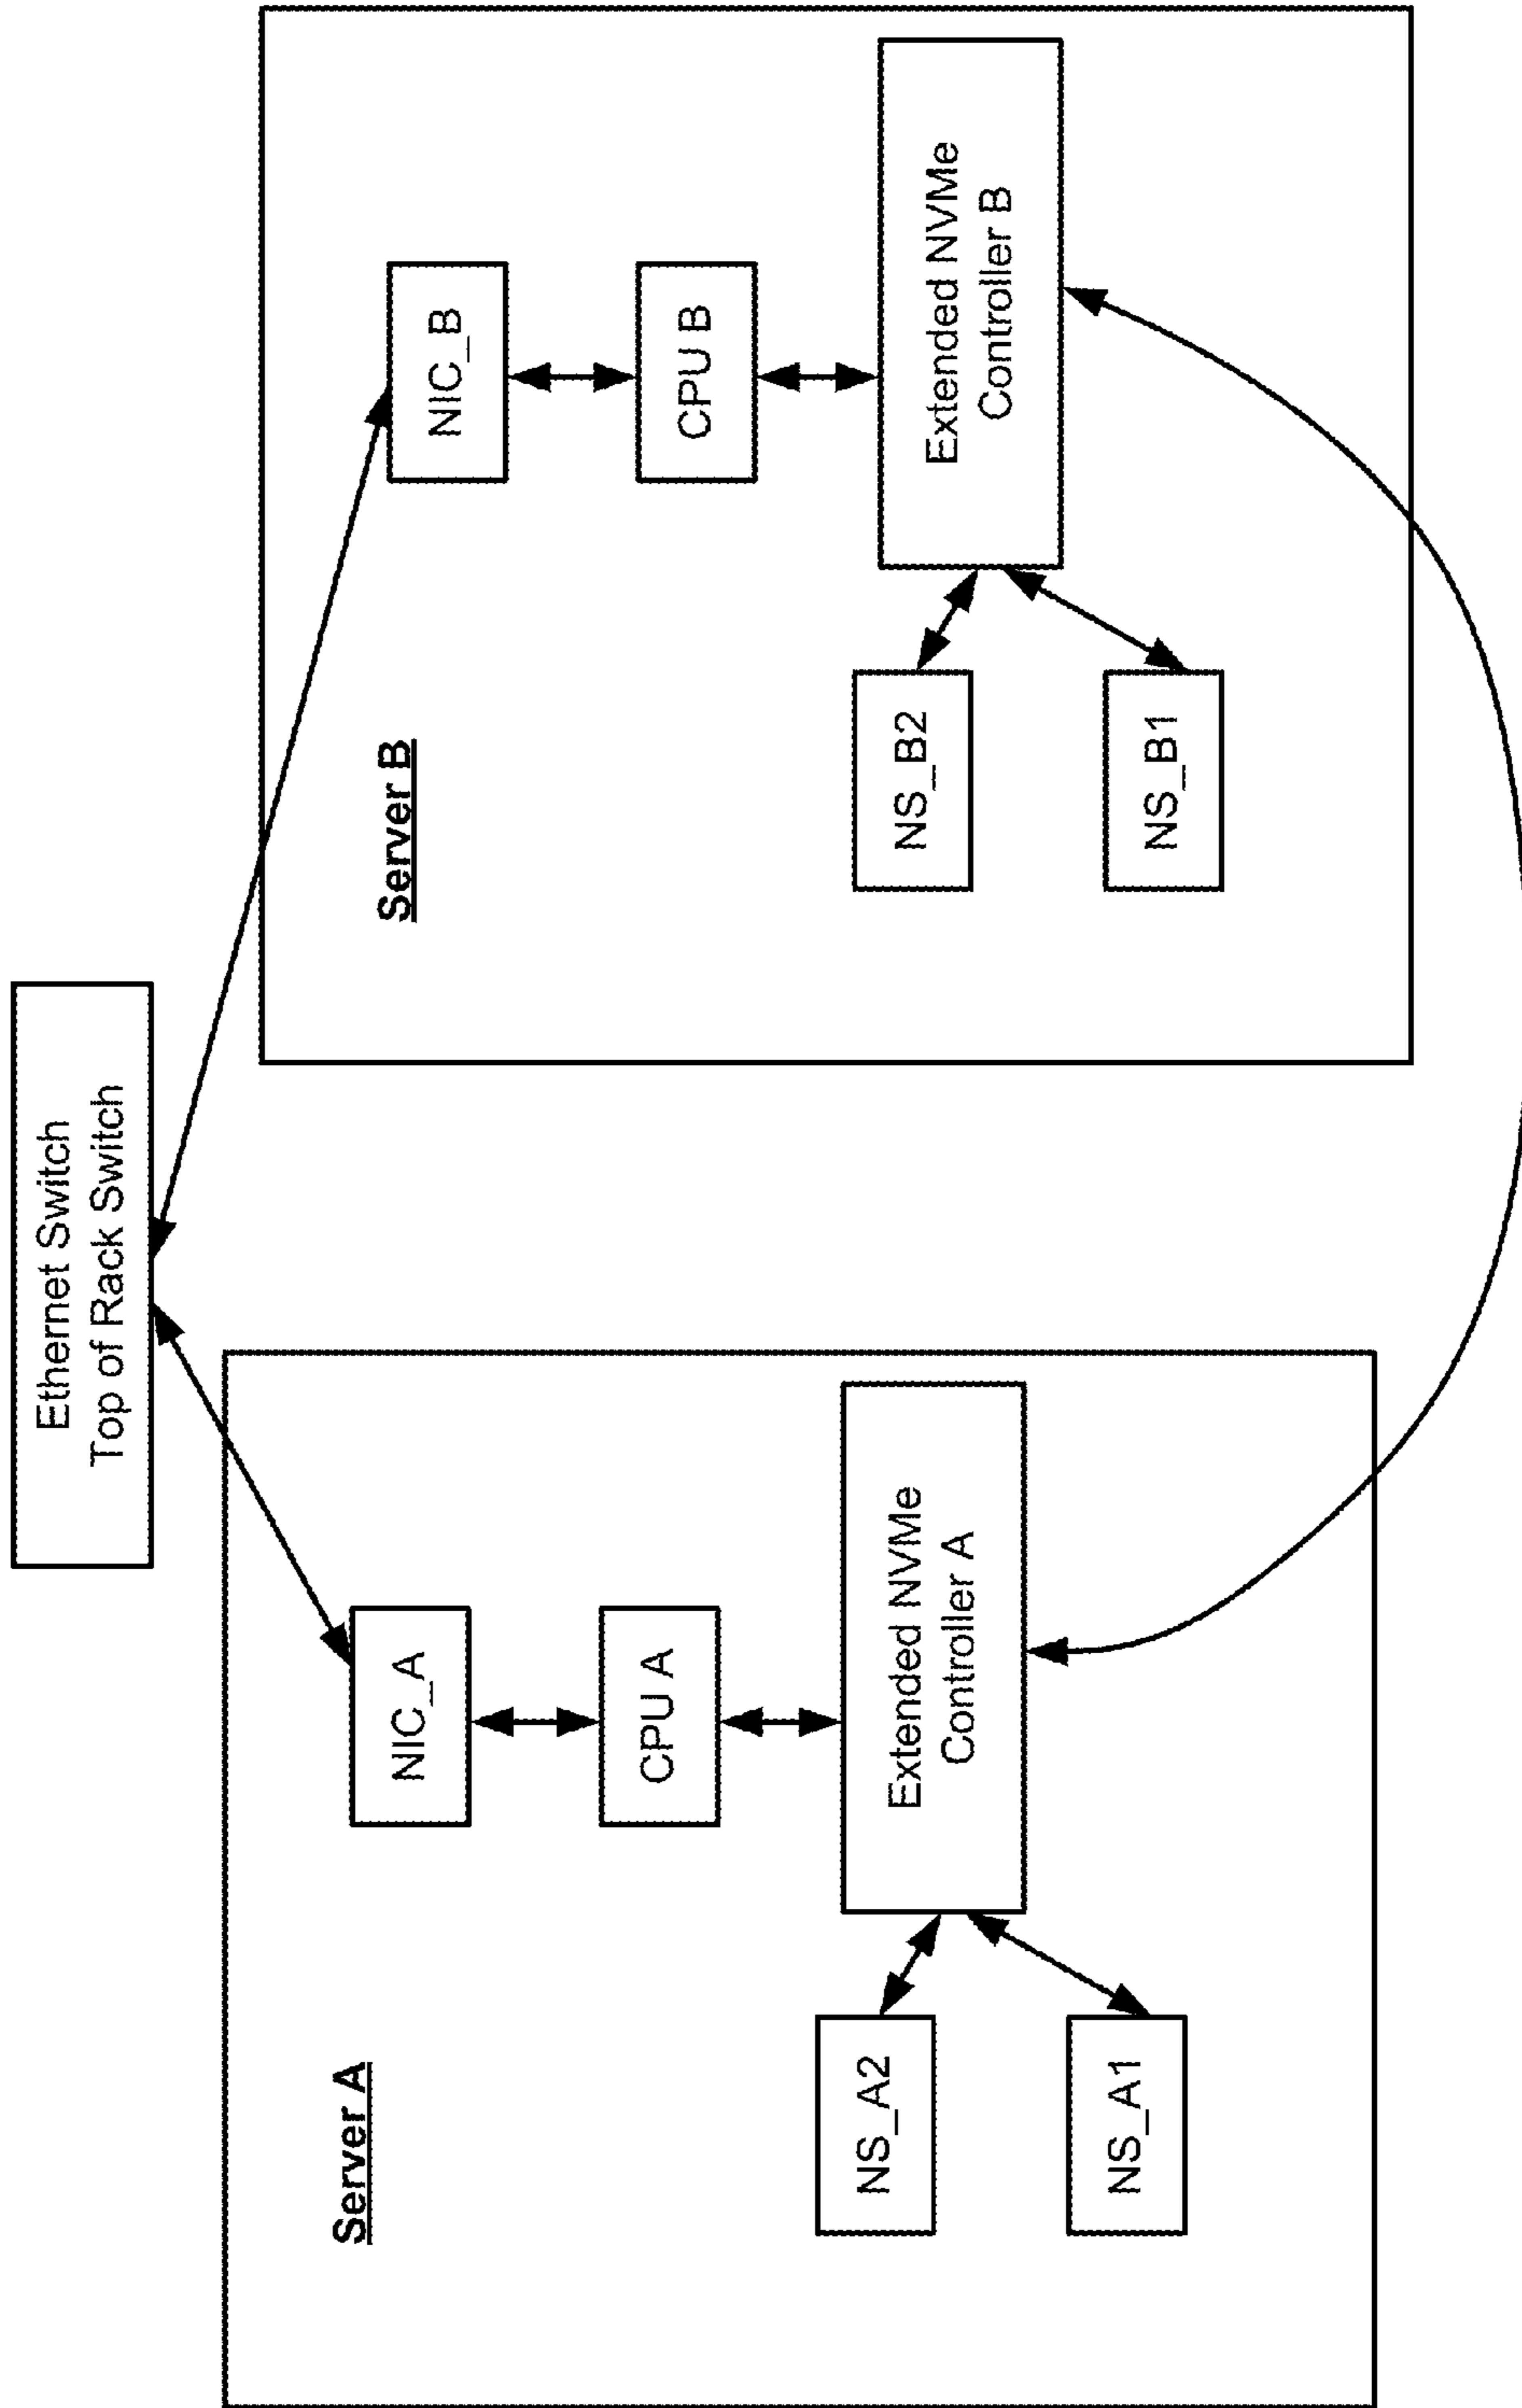 Ethernet Switch
Top of Rack Switch
Server A
NIC_A
CPU A
Extended NVMe
Controller A
NS_A2
NS_A1
Server B
NIC_B
CPU B
Extended NVMe
Controller B
NS_B2
NS_B1